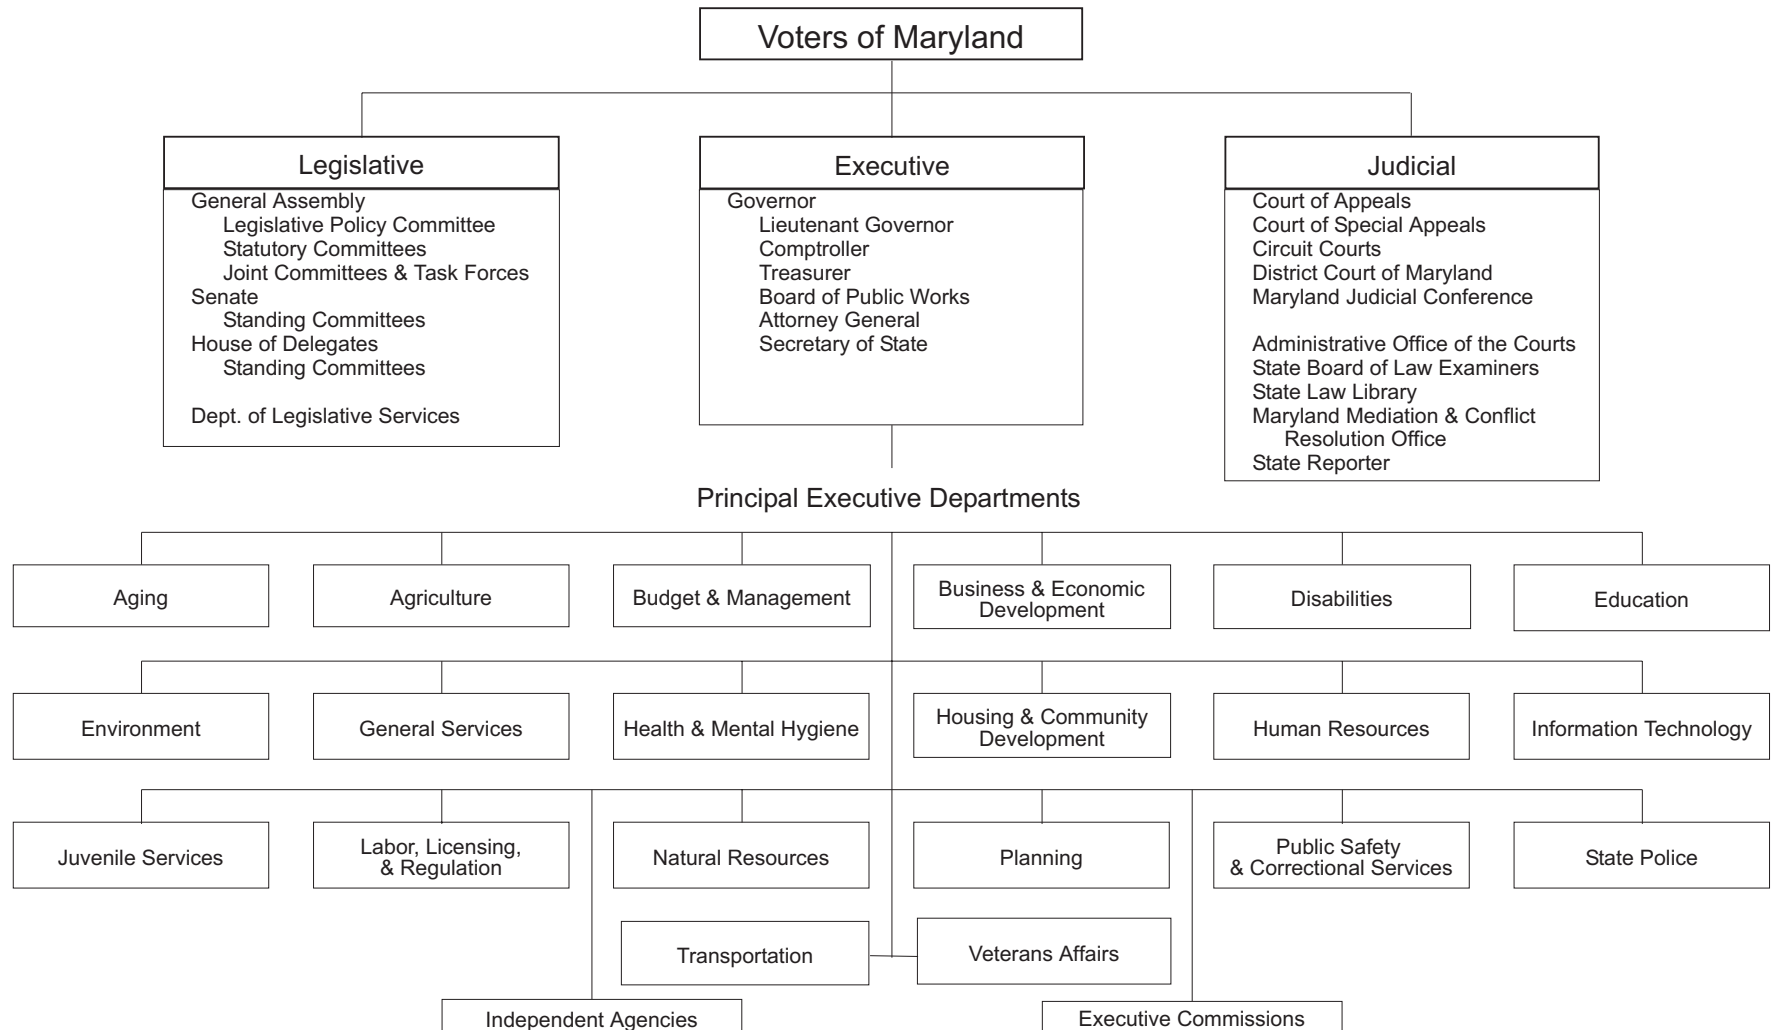 Voters of Maryland
Legislative
General Assembly
Legislative Policy Committee
Statutory Committees
Joint Committees & Task Forces
Senate
Standing Committees
House of Delegates
Standing Committees
Dept. of Legislative Services
Executive
Governor
Lieutenant Governor
Comptroller
Treasurer
Board of Public Works
Attorney General
Secretary of State
Judicial
Court of Appeals
Court of Special Appeals
Circuit Courts
District Court of Maryland
Maryland Judicial Conference
Administrative Office of the Courts
State Board of Law Examiners
State Law Library
Maryland Mediation & Conflict
Resolution Office
State Reporter
Principal Executive Departments
Aging
Agriculture
Budget & Management
Business & Economic
Development
Disabilities
Education
Environment
General Services
Health & Mental Hygiene
Housing & Community
Development
Human Resources
Information Technology
Juvenile Services
Labor, Licensing,
& Regulation
Natural Resources
Planning
Public Safety
& Correctional Services
State Police
Transportation
Veterans Affairs
Independent Agencies
Executive Commissions